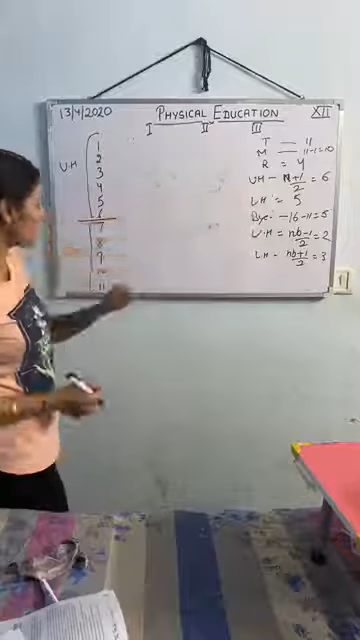 13/4/2020 PHYSICAL EDUCATION XII
I II III
U.H
1
2
3
4
5
6
7
8
9
10
11
T — 11
M — 11-1=10
R = 4
UH - N+1/2 = 6
LH = 5
Bye - 16-11=5
U.H = nb-1/2 = 2
LH - nb+1/2 = 3